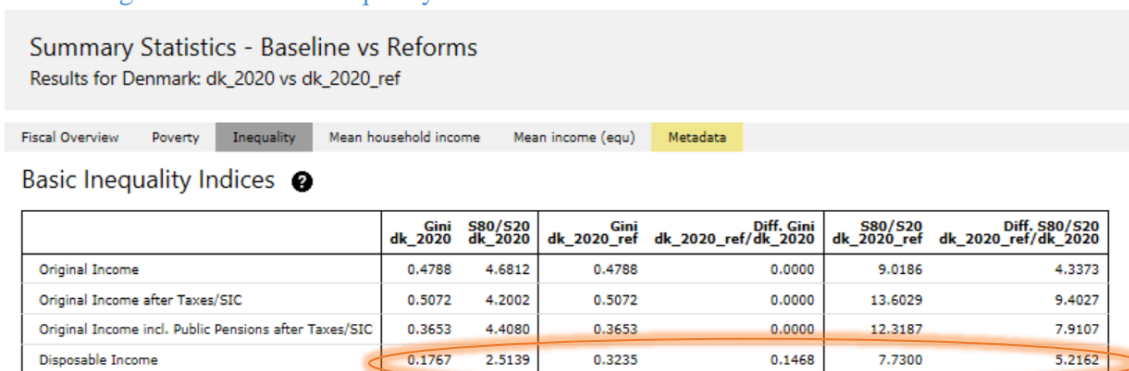 Summary Statistics - Baseline vs Reforms
Results for Denmark: dk_2020 vs dk_2020_ref
Fiscal Overview Poverty Inequality Mean household income Mean income (equ) Metadata
Basic Inequality Indices ?
Gini dk_2020 S80/S20 dk_2020 Gini dk_2020_ref Diff. Gini dk_2020_ref/dk_2020 S80/S20 dk_2020_ref Diff. S80/S20 dk_2020_ref/dk_2020
Original Income 0.4788 4.6812 0.4788 0.0000 9.0186 4.3373
Original Income after Taxes/SIC 0.5072 4.2002 0.5072 0.0000 13.6029 9.4027
Original Income incl. Public Pensions after Taxes/SIC 0.3653 4.4080 0.3653 0.0000 12.3187 7.9107
Disposable Income 0.1767 2.5139 0.3235 0.1468 7.7300 5.2162